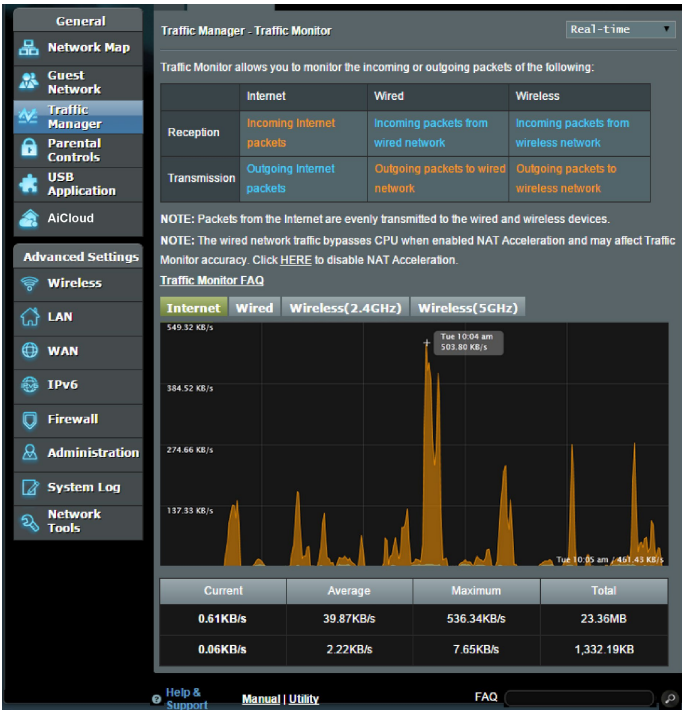 General
Network Map
Guest
Network
Traffic
Manager
Parental
Controls
USB
Application
AiCloud
Advanced Settings
Wireless
LAN
WAN
IPv6
Firewall
Administration
System Log
Network
Tools
Traffic Manager - Traffic Monitor
Real-time
Traffic Monitor allows you to monitor the incoming or outgoing packets of the following:
Internet Wired Wireless
Reception
Incoming Internet
packets
Incoming packets from
wired network
Incoming packets from
wireless network
Transmission
Outgoing Internet
packets
Outgoing packets to wired
network
Outgoing packets to
wireless network
NOTE: Packets from the Internet are evenly transmitted to the wired and wireless devices.
NOTE: The wired network traffic bypasses CPU when enabled NAT Acceleration and may affect Traffic
Monitor accuracy. Click HERE to disable NAT Acceleration.
Traffic Monitor FAQ
Internet Wired Wireless(2.4GHz) Wireless(5GHz)
549.32 KB/s
Tue 10:04 am
503.80 KB/s
384.52 KB/s
274.66 KB/s
137.33 KB/s
Tue 10:05 am / 461.43 KB/s
Current Average Maximum Total
0.61KB/s 39.87KB/s 536.34KB/s 23.36MB
0.06KB/s 2.22KB/s 7.65KB/s 1,332.19KB
Help &
Support
Manual | Utility
FAQ